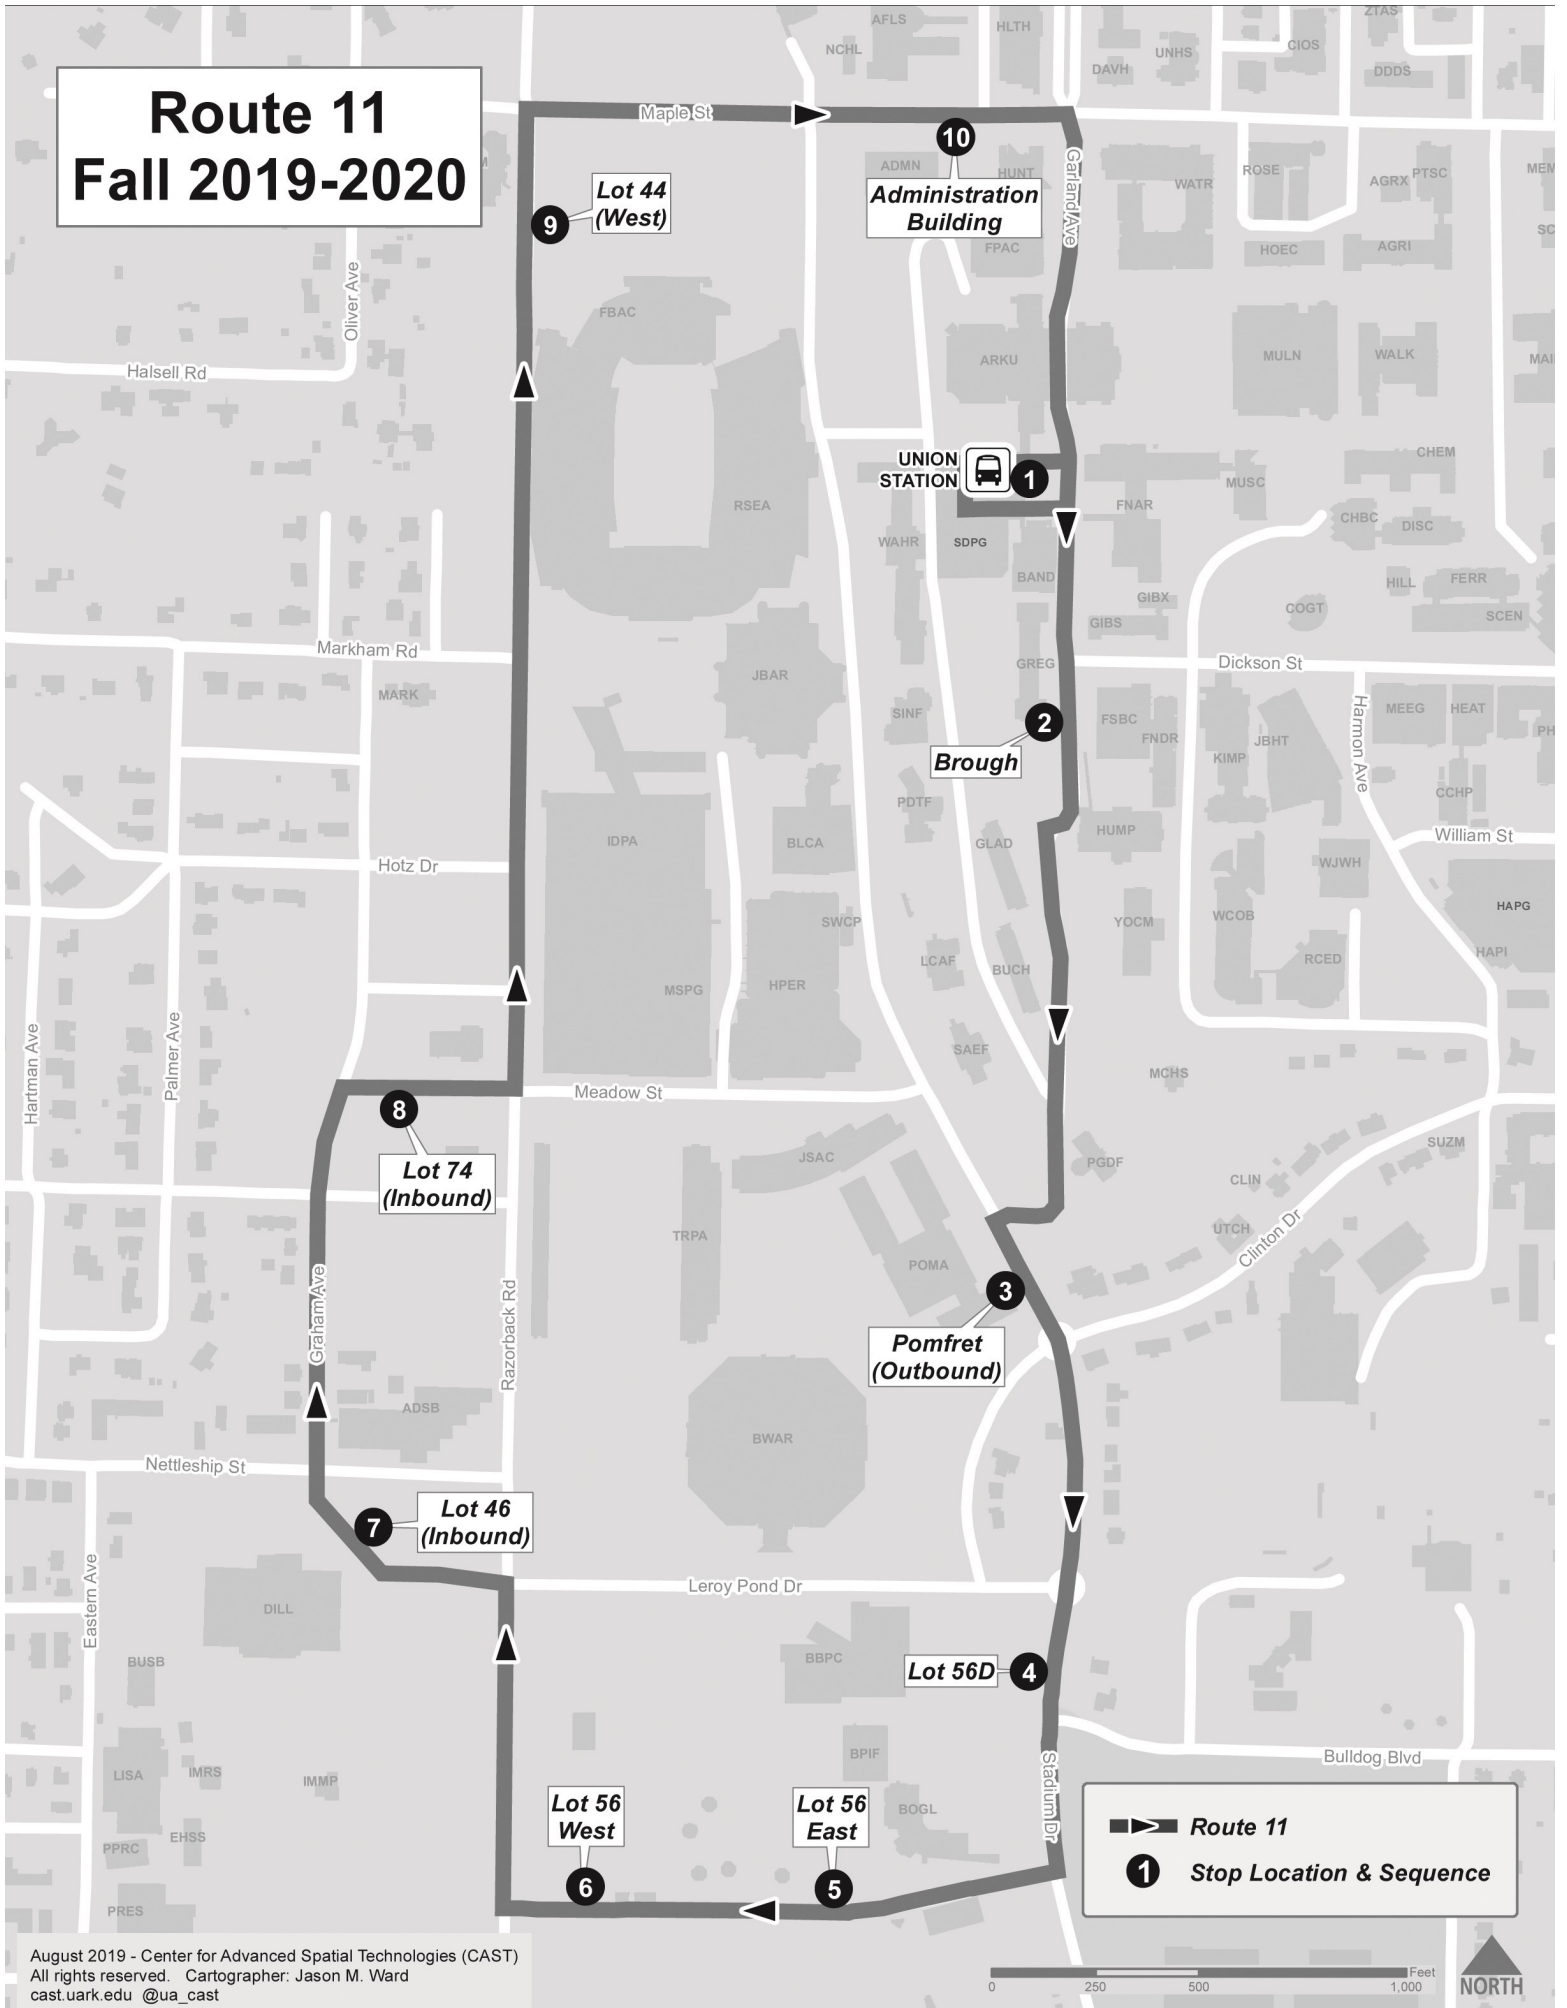 Route 11
Fall 2019-2020
AFLS
HLTH
ZTAS
NCHL
DAVH
UNHS
CIOS
DDDS
Maple St
10
ADMN
HUNT
Administration
Building
FPAC
Garland Ave
WATR
ROSE
AGRX
PTSC
HOEC
AGRI
9
Lot 44
(West)
Oliver Ave
Halsell Rd
FBAC
ARKU
MULN
WALK
UNION
STATION
1
RSEA
MUSC
CHEM
FNAR
CHBC
DISC
WAHR
SDPG
BAND
GIBX
GIBS
HILL
FERR
COGT
SCEN
Markham Rd
MARK
JBAR
GREG
Dickson St
SINF
2
Brough
FSBC
FNDR
KIMP
JBHT
Harmon Ave
MEEG
HEAT
CCHP
PDTF
IDPA
BLCA
GLAD
HUMP
William St
WJWH
Hotz Dr
HAPG
SWCP
YOCM
WCOB
LCAF
BUCH
RCED
HAPI
MSPG
HPER
Hartman Ave
Palmer Ave
SAEF
MCHS
Meadow St
8
Lot 74
(Inbound)
JSAC
PGDF
SUZM
CLIN
TRPA
UTCH
Clinton Dr
POMA
Graham Ave
Razorback Rd
3
Pomfret
(Outbound)
ADSB
BWAR
Nettleship St
7
Lot 46
(Inbound)
Eastern Ave
Leroy Pond Dr
DILL
BUSB
BBPC
Lot 56D
4
Bulldog Blvd
LISA
IMRS
IMMP
BPIF
Stadium Dr
Lot 56
West
Lot 56
East
BOGL
EHSS
PPRC
6
5
PRES
Route 11
1
Stop Location & Sequence
August 2019 - Center for Advanced Spatial Technologies (CAST)
All rights reserved. Cartographer: Jason M. Ward
cast.uark.edu @ua_cast
Feet
0
250
500
1,000
NORTH